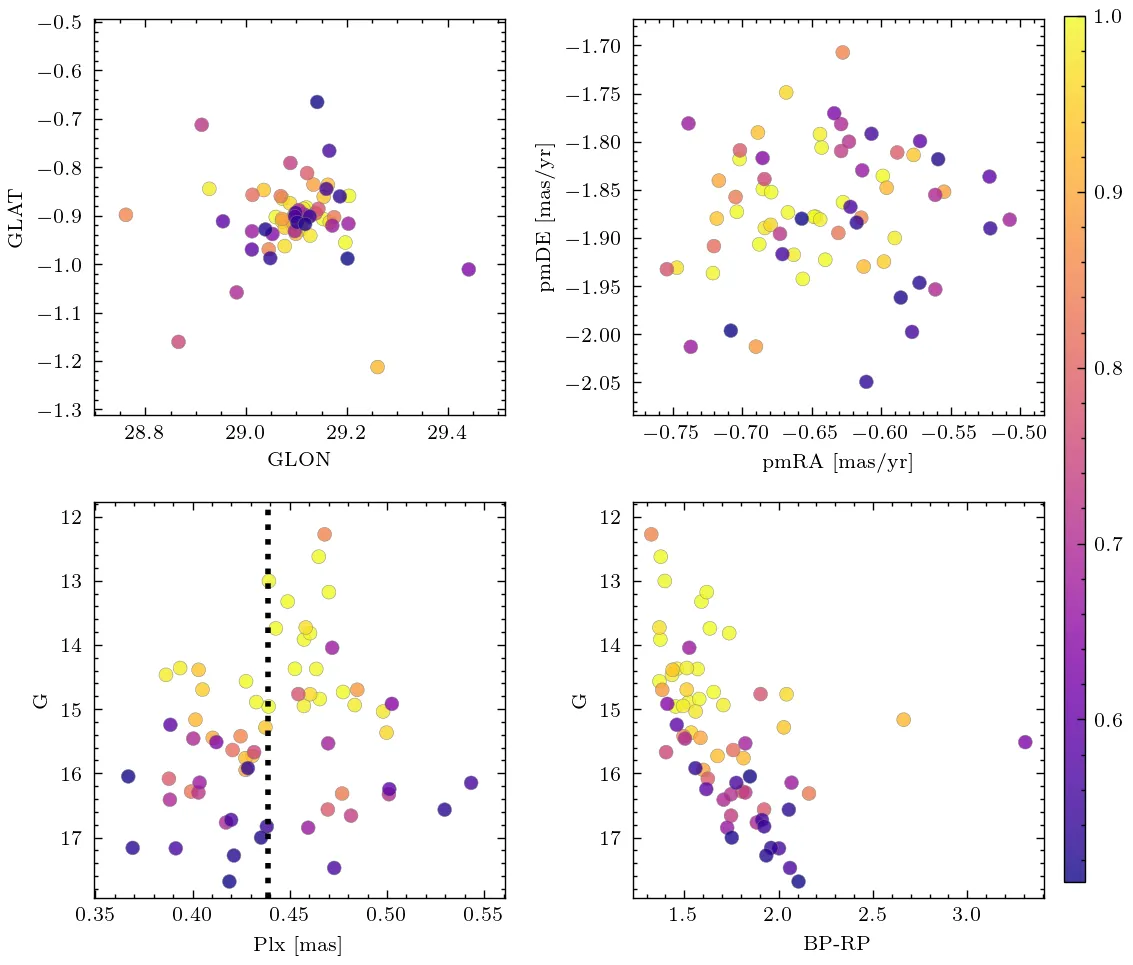 −0.5
−0.6
−0.7
−0.8
−0.9
−1.0
−1.1
−1.2
−1.3
GLAT
28.8 29.0 29.2 29.4
GLON
−1.70
−1.75
−1.80
−1.85
−1.90
−1.95
−2.00
−2.05
pmDE [mas/yr]
−0.75 −0.70 −0.65 −0.60 −0.55 −0.50
pmRA [mas/yr]
12
13
14
15
16
17
G
0.35 0.40 0.45 0.50 0.55
Plx [mas]
12
13
14
15
16
17
G
1.5 2.0 2.5 3.0
BP-RP
1.0
0.9
0.8
0.7
0.6